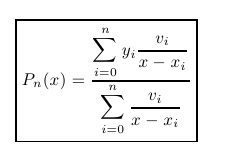 P_n(x) = \frac{\sum_{i=0}^{n} y_i \frac{v_i}{x - x_i}}{\sum_{i=0}^{n} \frac{v_i}{x - x_i}}